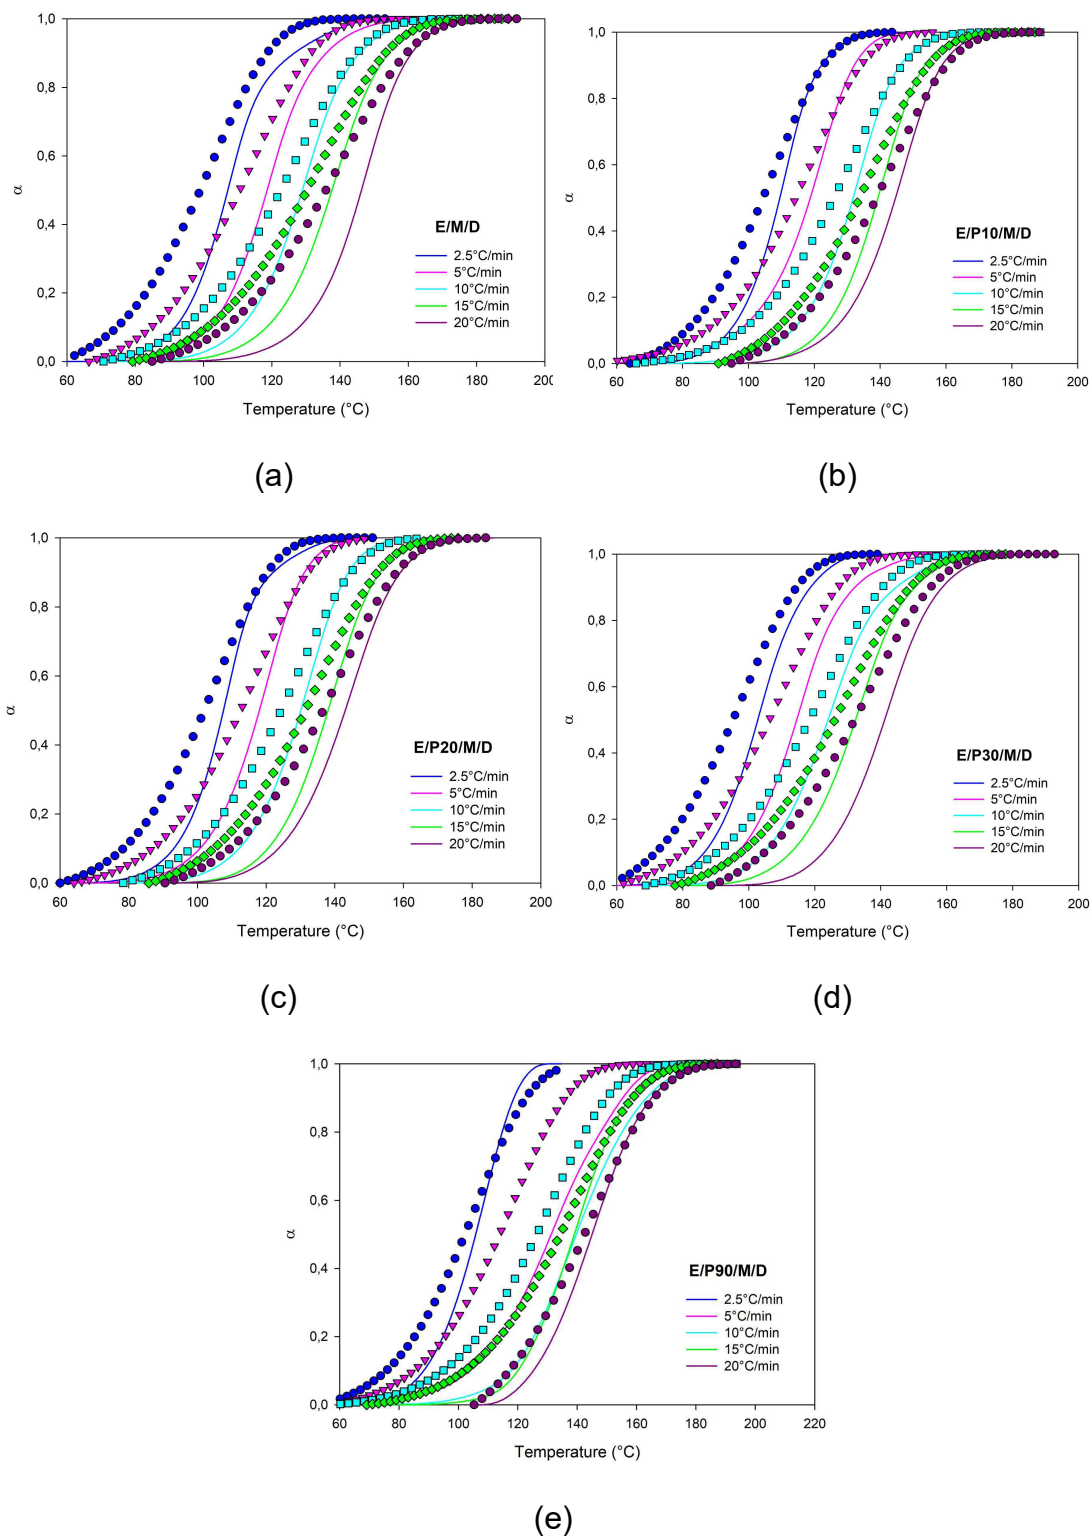 1,0
0,8
0,6
0,4
0,2
0,0
α
60 80 100 120 140 160 180 200
Temperature (°C)
E/M/D
2.5°C/min
5°C/min
10°C/min
15°C/min
20°C/min
(a)
1,0
0,8
0,6
0,4
0,2
0,0
α
60 80 100 120 140 160 180 200
Temperature (°C)
E/P10/M/D
2.5°C/min
5°C/min
10°C/min
15°C/min
20°C/min
(b)
1,0
0,8
0,6
0,4
0,2
0,0
α
60 80 100 120 140 160 180 200
Temperature (°C)
E/P20/M/D
2.5°C/min
5°C/min
10°C/min
15°C/min
20°C/min
(c)
1,0
0,8
0,6
0,4
0,2
0,0
α
60 80 100 120 140 160 180 200
Temperature (°C)
E/P30/M/D
2.5°C/min
5°C/min
10°C/min
15°C/min
20°C/min
(d)
1,0
0,8
0,6
0,4
0,2
0,0
α
60 80 100 120 140 160 180 200 220
Temperature (°C)
E/P90/M/D
2.5°C/min
5°C/min
10°C/min
15°C/min
20°C/min
(e)